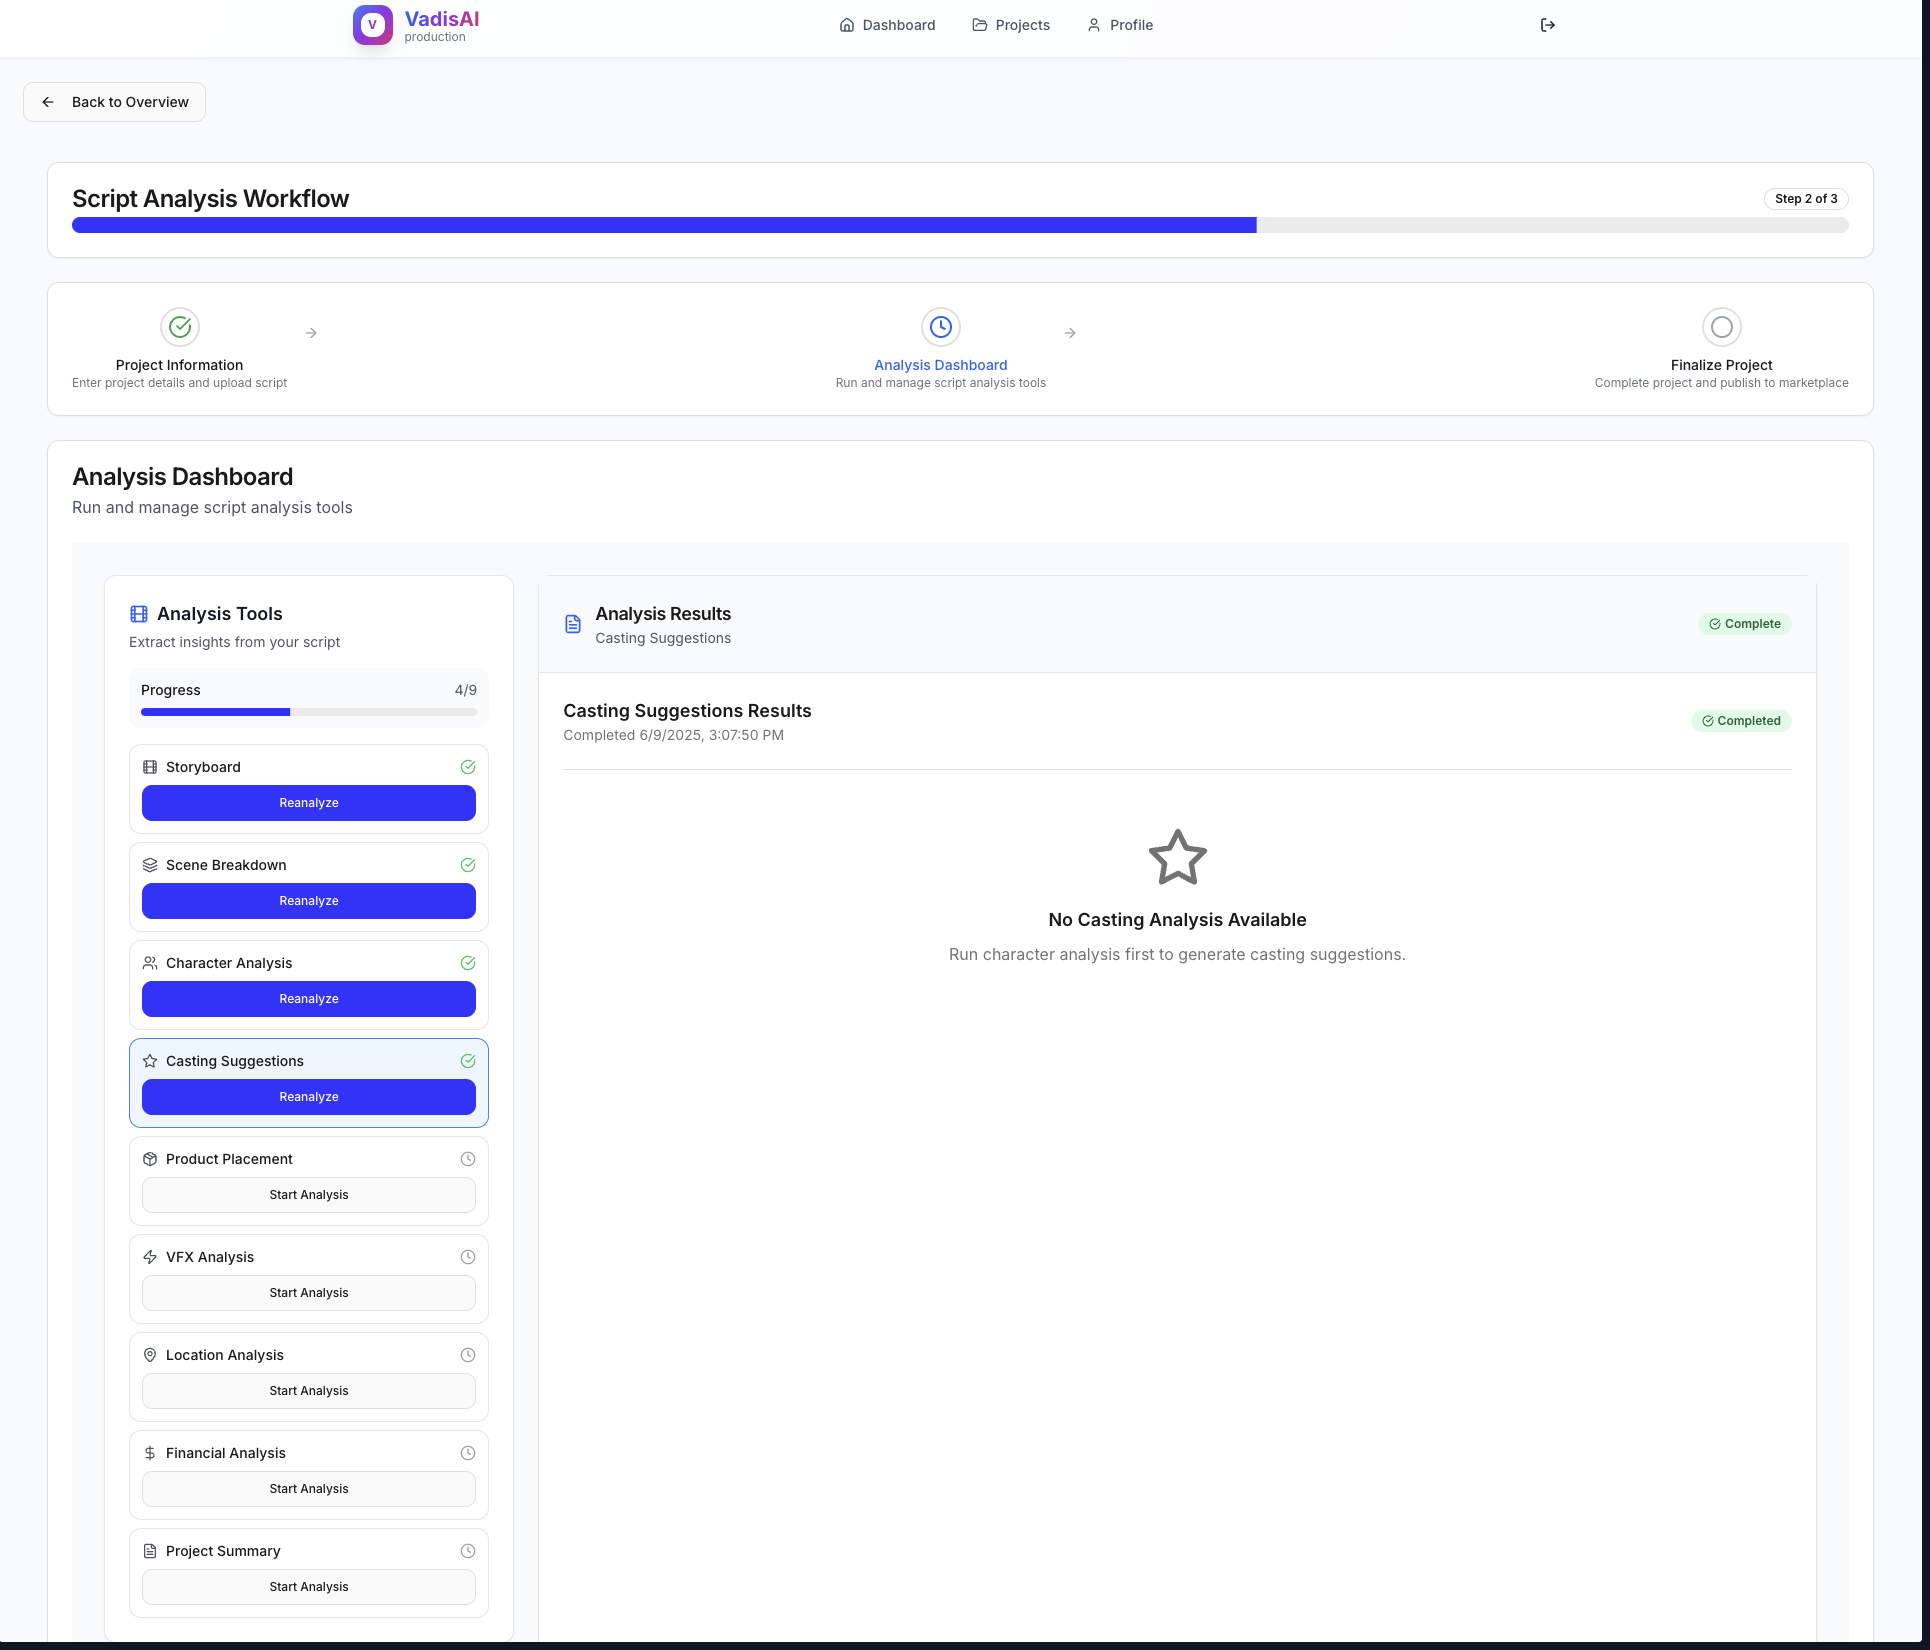 V
VadisAI
production
Dashboard
Projects
Profile
Back to Overview
Script Analysis Workflow
Step 2 of 3
Project Information
Enter project details and upload script
Analysis Dashboard
Run and manage script analysis tools
Finalize Project
Complete project and publish to marketplace
Analysis Dashboard
Run and manage script analysis tools
Analysis Tools
Extract insights from your script
Progress 4/9
Storyboard
Reanalyze
Scene Breakdown
Reanalyze
Character Analysis
Reanalyze
Casting Suggestions
Reanalyze
Product Placement
Start Analysis
VFX Analysis
Start Analysis
Location Analysis
Start Analysis
Financial Analysis
Start Analysis
Project Summary
Start Analysis
Analysis Results
Casting Suggestions
Complete
Casting Suggestions Results
Completed 6/9/2025, 3:07:50 PM
Completed
No Casting Analysis Available
Run character analysis first to generate casting suggestions.